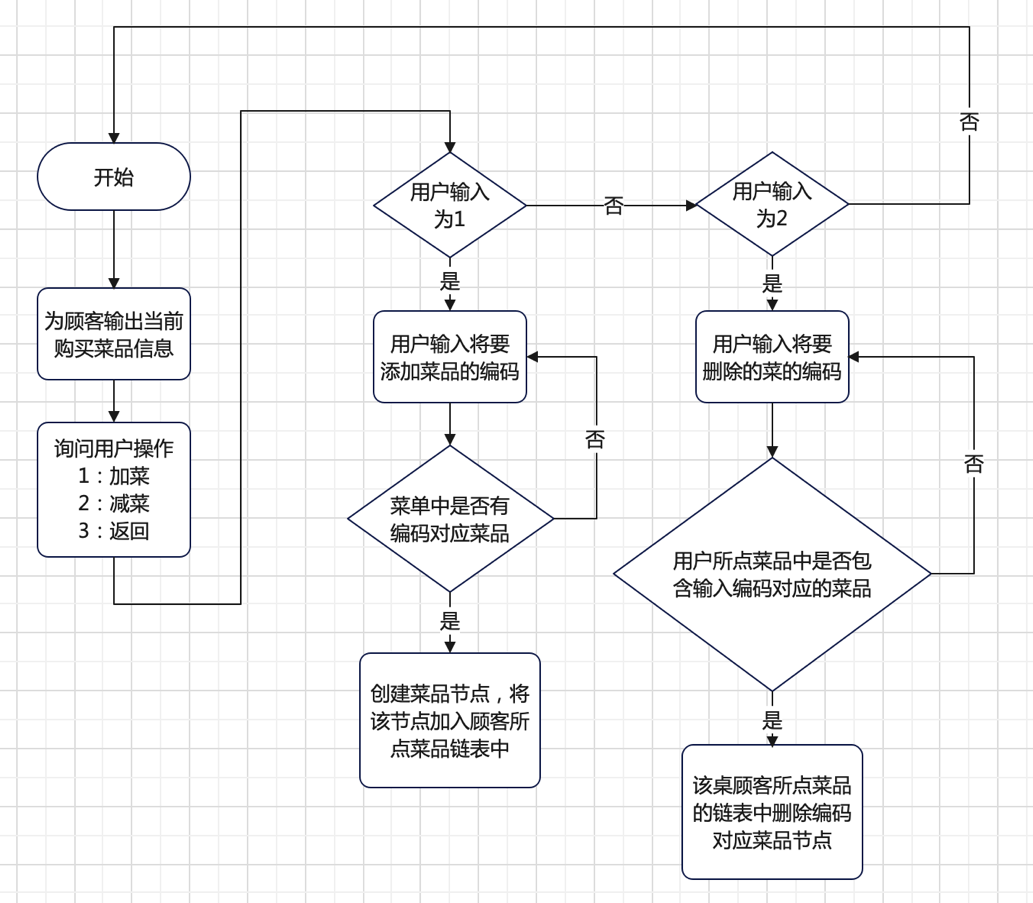 否
开始
用户输入
为1
否
用户输入
为2
是
是
为顾客输出当前
购买菜品信息
用户输入将要
添加菜品的编码
用户输入将要
删除的菜的编码
询问用户操作
1：加菜
2：减菜
3：返回
否
否
菜单中是否有
编码对应菜品
用户所点菜品中是否包
含输入编码对应的菜品
是
创建菜品节点，将
该节点加入顾客所
点菜品链表中
是
该桌顾客所点菜品
的链表中删除编码
对应菜品节点